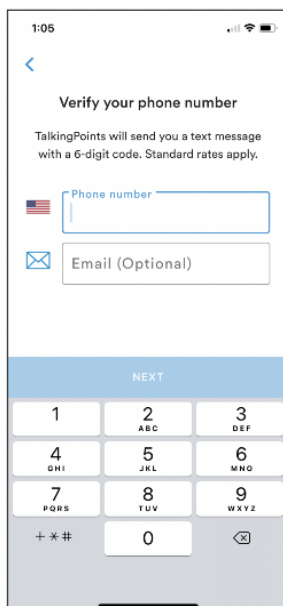 1:05
Verify your phone number
TalkingPoints will send you a text message
with a 6-digit code. Standard rates apply.
Phone number
Email (Optional)
NEXT
1 2 3
ABC DEF
4 5 6
GHI JKL MNO
7 8 9
PQRS TUV WXYZ
+*# 0